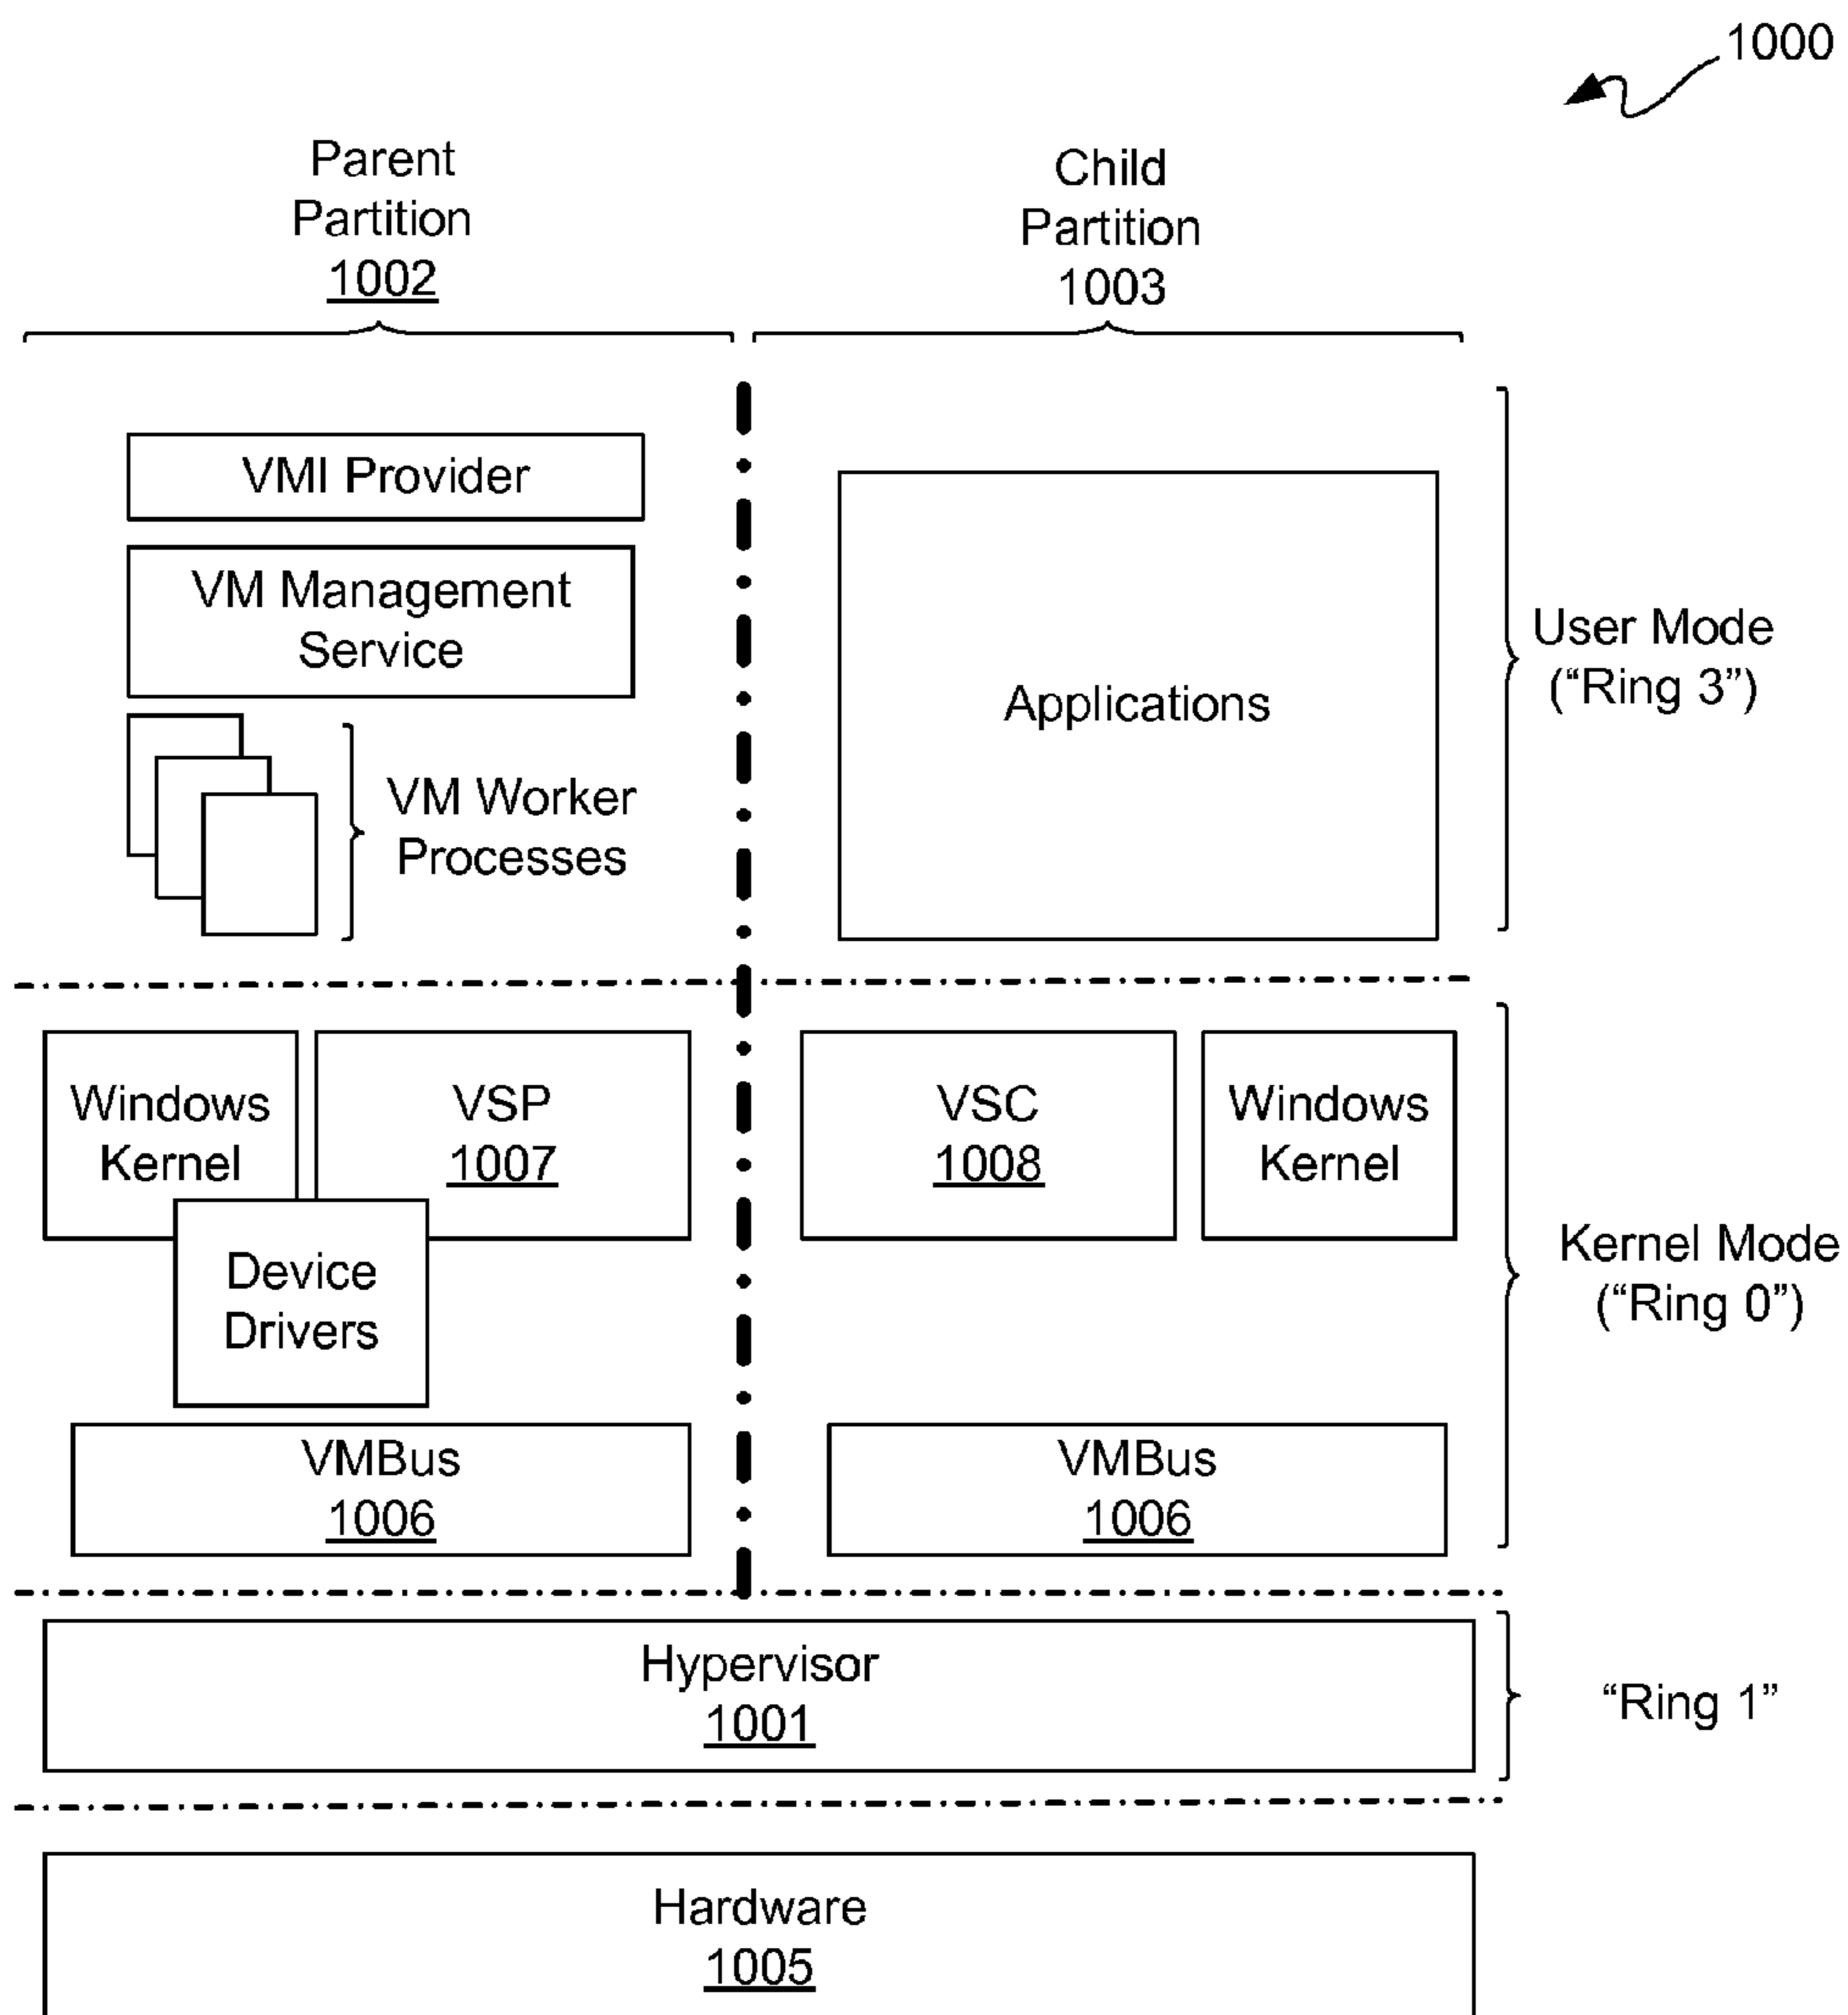 1000
Parent
Partition
1002
Child
Partition
1003
VMI Provider
VM Management
Service
VM Worker
Processes
Applications
User Mode
(“Ring 3”)
Windows
Kernel
VSP
1007
Device
Drivers
VSC
1008
Windows
Kernel
Kernel Mode
(“Ring 0”)
VMBus
1006
VMBus
1006
Hypervisor
1001
“Ring 1”
Hardware
1005